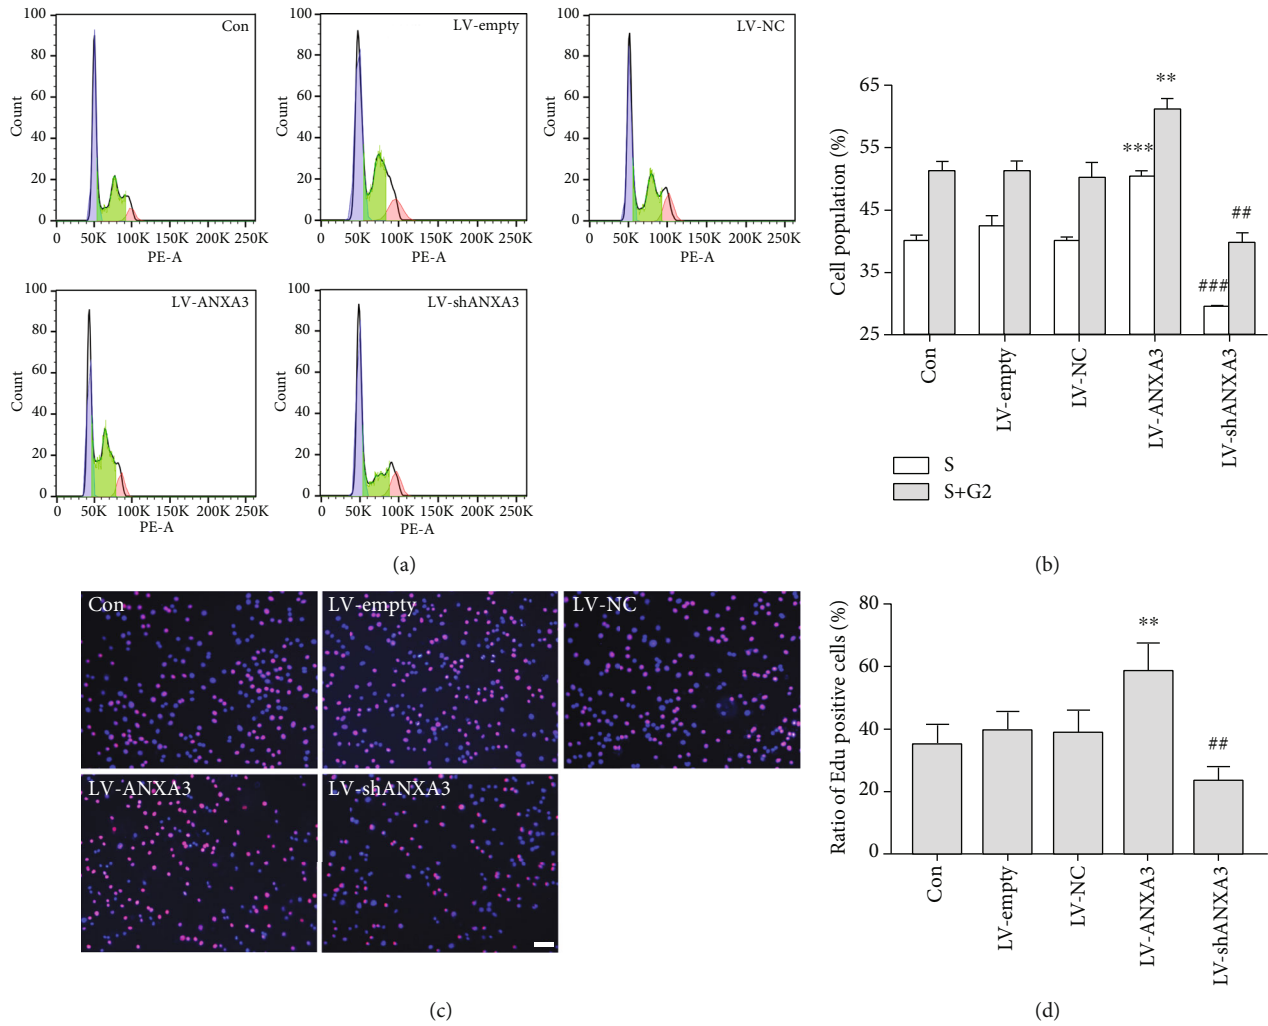 Con
100
80
60
40
20
0
Count
0 50K 100K 150K 200K 250K
PE-A
LV-empty
100
80
60
40
20
0
Count
0 50K 100K 150K 200K 250K
PE-A
LV-NC
100
80
60
40
20
0
Count
0 50K 100K 150K 200K 250K
PE-A
LV-ANXA3
100
80
60
40
20
0
Count
0 50K 100K 150K 200K 250K
PE-A
LV-shANXA3
100
80
60
40
20
0
Count
0 50K 100K 150K 200K 250K
PE-A
(a)
65
55
45
35
25
Cell population (%)
***
**
###
##
Con
LV-empty
LV-NC
LV-ANXA3
LV-shANXA3
S
S+G2
(b)
Con
LV-empty
LV-NC
LV-ANXA3
LV-shANXA3
(c)
80
60
40
20
0
Ratio of Edu positive cells (%)
**
##
Con
LV-empty
LV-NC
LV-ANXA3
LV-shANXA3
(d)